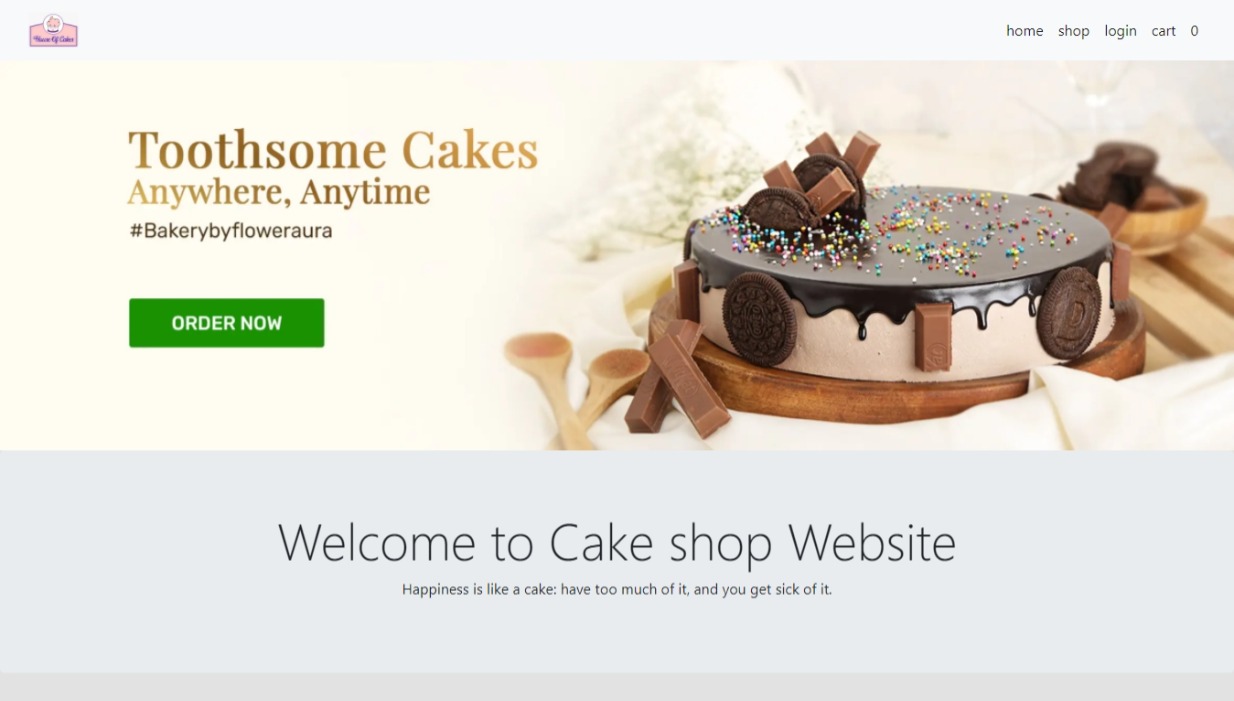 House Of Cakes
home shop login cart 0
Toothsome Cakes
Anywhere, Anytime
#Bakerybyfloweraura
ORDER NOW
Welcome to Cake shop Website
Happiness is like a cake: have too much of it, and you get sick of it.